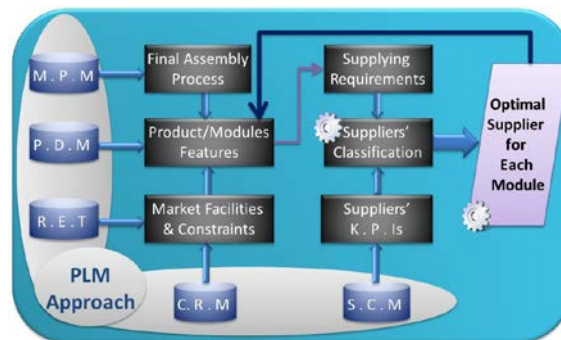 M . P . M
Final Assembly
Process
Supplying
Requirements
P . D . M
Product/Modules
Features
Suppliers'
Classification
Optimal
Supplier
for
Each
Module
R . E . T
Market Facilities
& Constraints
Suppliers'
K . P . Is
PLM
Approach
C . R . M
S . C . M